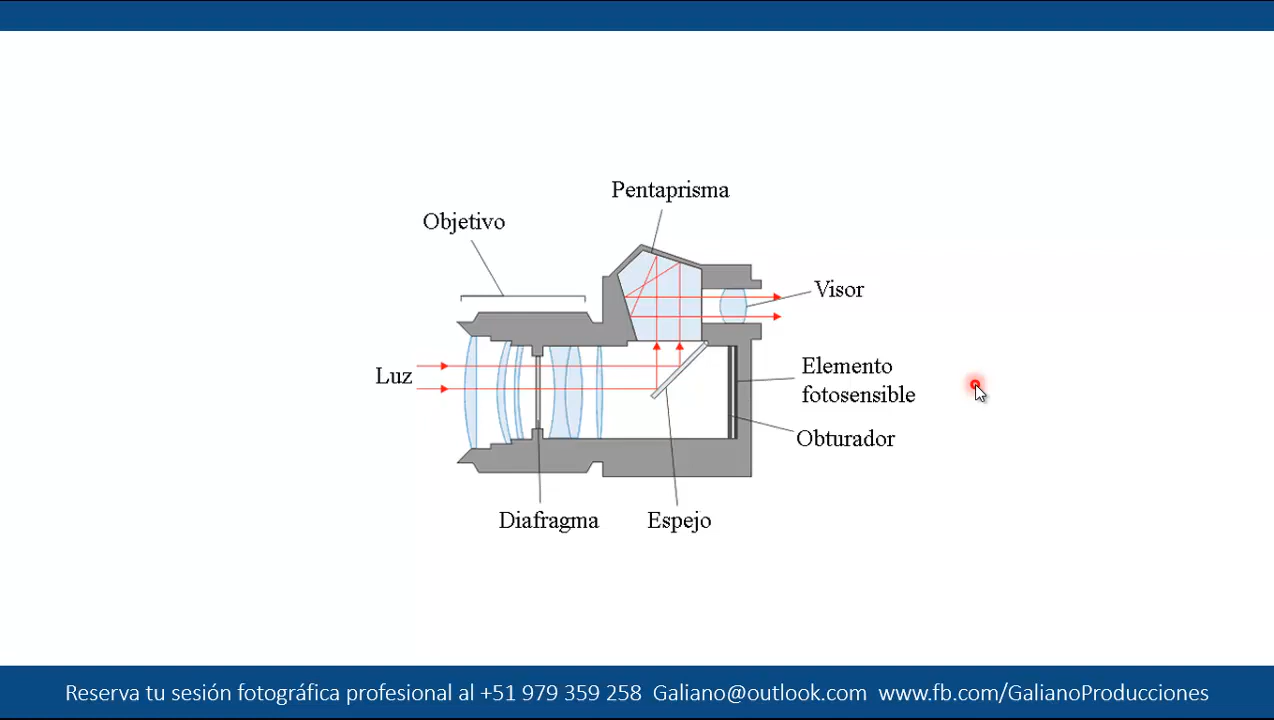 Pentaprisma
Objetivo
Visor
Luz
Elemento
fotosensible
Obturador
Diafragma
Espejo
Reserva tu sesión fotográfica profesional al +51 979 359 258 Galiano@outlook.com www.fb.com/GalianoProducciones